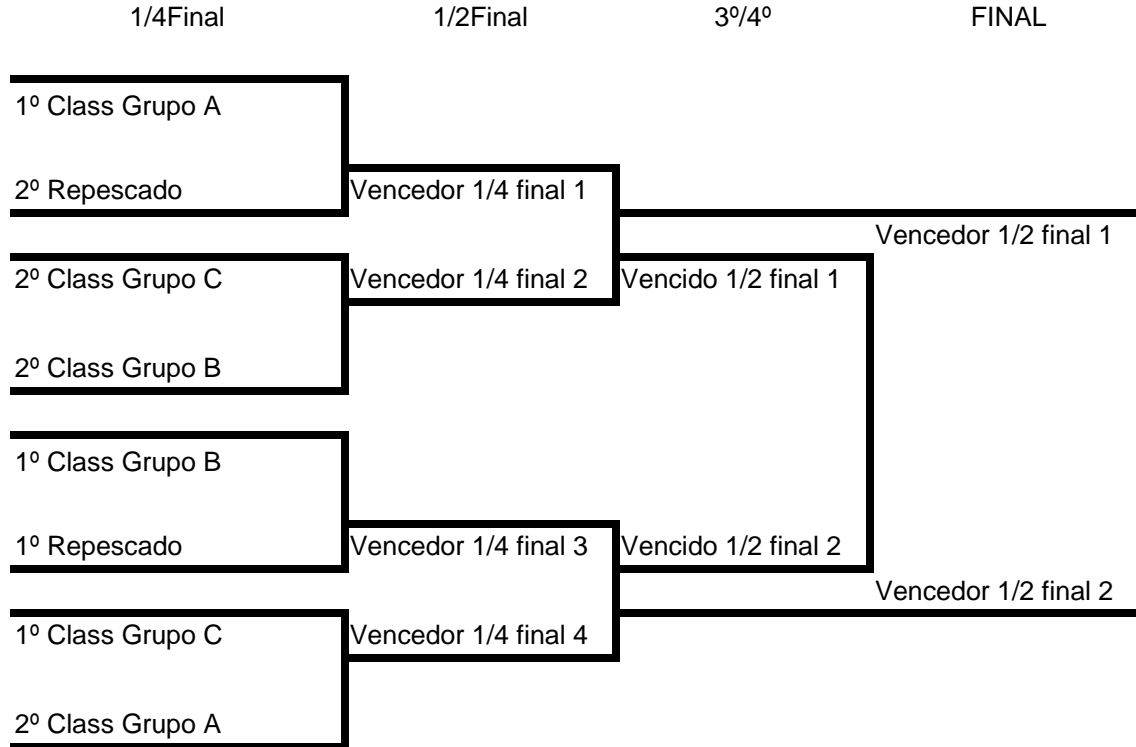 1/4Final 1/2Final 3º/4º FINAL
1º Class Grupo A
2º Repescado Vencedor 1/4 final 1
Vencedor 1/2 final 1
2º Class Grupo C Vencedor 1/4 final 2 Vencido 1/2 final 1
2º Class Grupo B
1º Class Grupo B
1º Repescado Vencedor 1/4 final 3 Vencido 1/2 final 2
Vencedor 1/2 final 2
1º Class Grupo C Vencedor 1/4 final 4
2º Class Grupo A